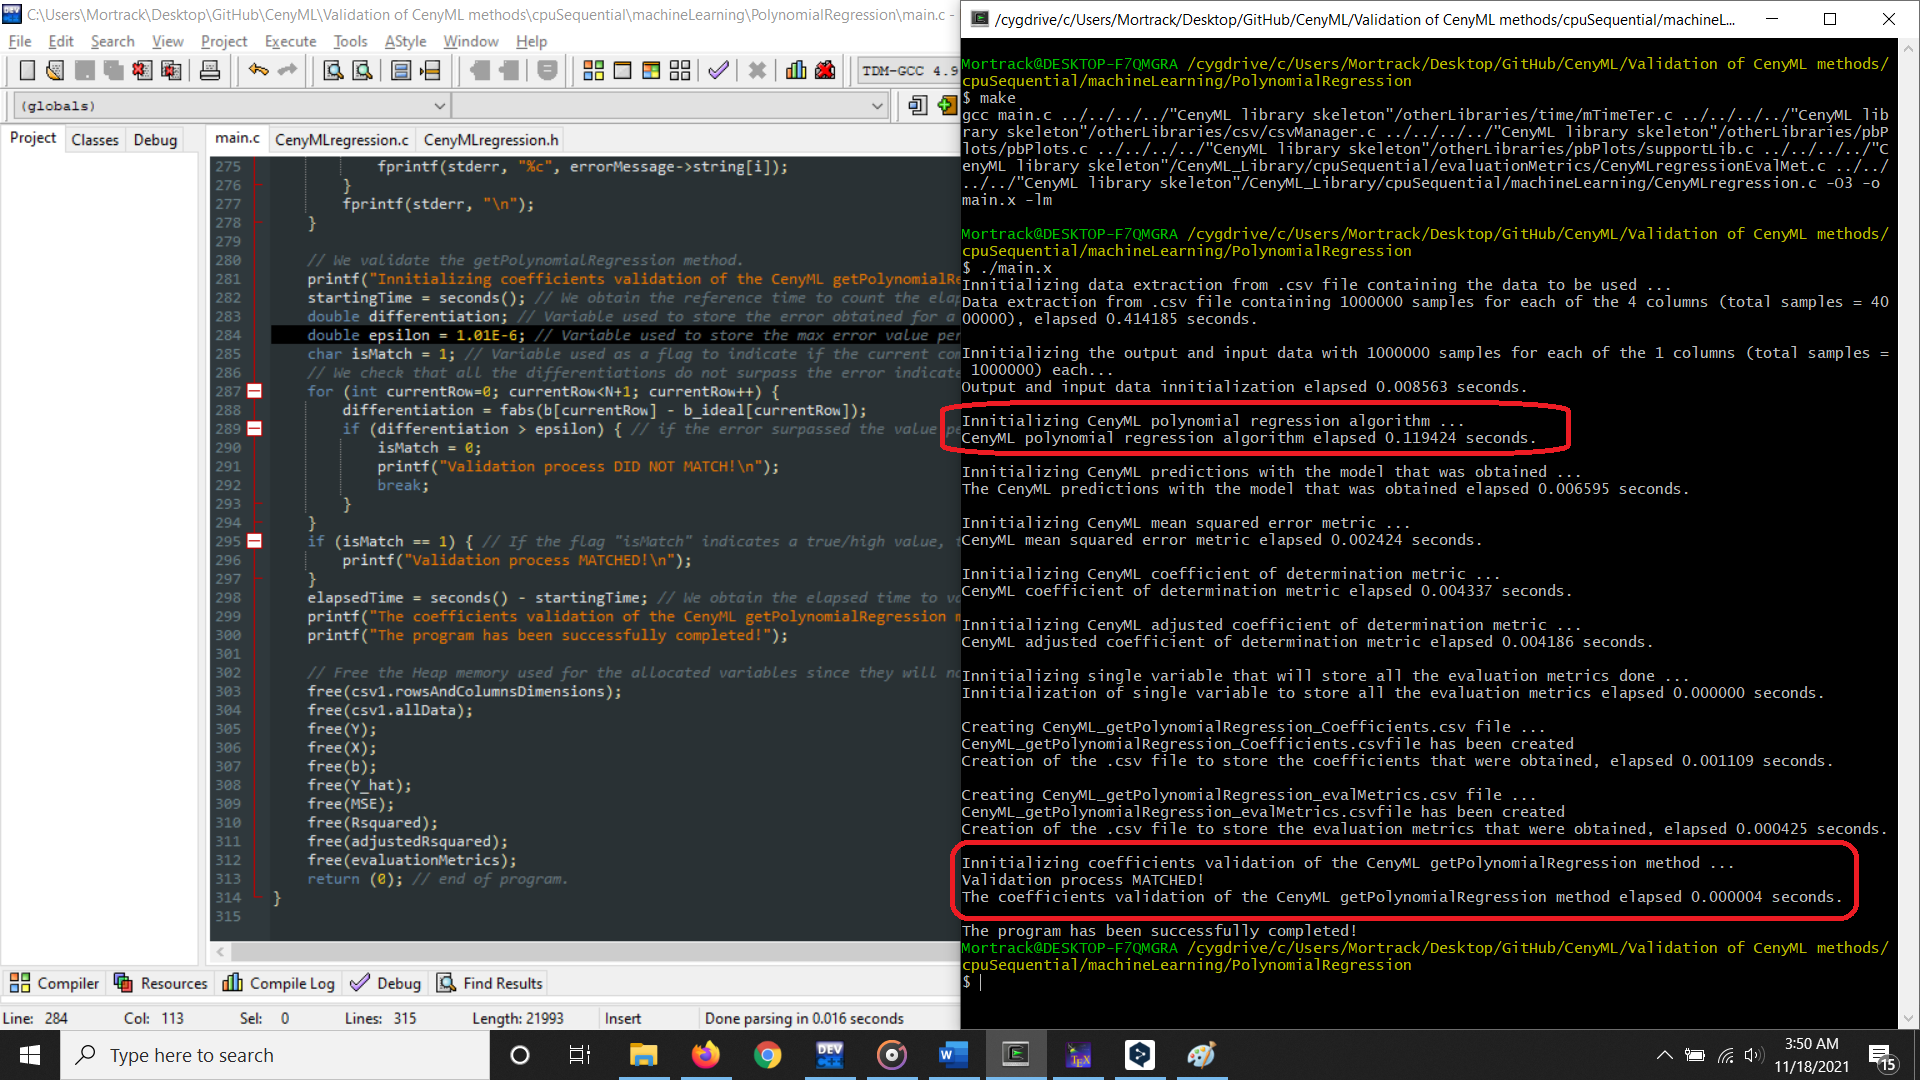 C:\Users\Mortrack\Desktop\GitHub\CenyML\Validation of CenyML methods\cpuSequential\machineLearning\PolynomialRegression\main.c -
File Edit Search View Project Execute Tools AStyle Window Help
TDM-GCC 4.9
(globals)
Project Classes Debug
main.c CenyMLregression.c CenyMLregression.h
275 fprintf(stderr, "%c", errorMessage->string[i]);
276 }
277 fprintf(stderr, "\n");
278 }
279
280 // We validate the getPolynomialRegression method.
281 printf("Innitializing coefficients validation of the CenyML getPolynomialRe
282 startingTime = seconds(); // We obtain the reference time to count the elap
283 double differentiation; // Variable used to store the error obtained for a
284 double epsilon = 1.01E-6; // Variable used to store the max error value per
285 char isMatch = 1; // Variable used as a flag to indicate if the current com
286 // We check that all the differentiations do not surpass the error indicate
287 for (int currentRow=0; currentRow<N+1; currentRow++) {
288 differentiation = fabs(b[currentRow] - b_ideal[currentRow]);
289 if (differentiation > epsilon) { // if the error surpassed the value pe
290 isMatch = 0;
291 printf("Validation process DID NOT MATCH!\n");
292 break;
293 }
294 }
295 if (isMatch == 1) { // If the flag "isMatch" indicates a true/high value, t
296 printf("Validation process MATCHED!\n");
297 }
298 elapsedTime = seconds() - startingTime; // We obtain the elapsed time to va
299 printf("The coefficients validation of the CenyML getPolynomialRegression m
300 printf("The program has been successfully completed!");
301
302 // Free the Heap memory used for the allocated variables since they will no
303 free(csv1.rowsAndColumnsDimensions);
304 free(csv1.allData);
305 free(Y);
306 free(X);
307 free(b);
308 free(Y_hat);
309 free(MSE);
310 free(Rsquared);
311 free(adjustedRsquared);
312 free(evaluationMetrics);
313 return (0); // end of program.
314 }
315
Compiler Resources Compile Log Debug Find Results
Line: 284 Col: 113 Sel: 0 Lines: 315 Length: 21993 Insert Done parsing in 0.016 seconds
/cygdrive/c/Users/Mortrack/Desktop/GitHub/CenyML/Validation of CenyML methods/cpuSequential/machineL...
Mortrack@DESKTOP-F7QMGRA /cygdrive/c/Users/Mortrack/Desktop/GitHub/CenyML/Validation of CenyML methods/
cpuSequential/machineLearning/PolynomialRegression
$ make
gcc main.c ../../../../"CenyML library skeleton"/otherLibraries/time/mTimeTer.c ../../../../"CenyML lib
rary skeleton"/otherLibraries/csv/csvManager.c ../../../../"CenyML library skeleton"/otherLibraries/pbP
lots/pbPlots.c ../../../../"CenyML library skeleton"/otherLibraries/pbPlots/supportLib.c ../../../../"C
enyML library skeleton"/CenyML_Library/cpuSequential/evaluationMetrics/CenyMLregressionEvalMet.c ../../
../../"CenyML library skeleton"/CenyML_Library/cpuSequential/machineLearning/CenyMLregression.c -O3 -o
main.x -lm
Mortrack@DESKTOP-F7QMGRA /cygdrive/c/Users/Mortrack/Desktop/GitHub/CenyML/Validation of CenyML methods/
cpuSequential/machineLearning/PolynomialRegression
$ ./main.x
Innitializing data extraction from .csv file containing the data to be used ...
Data extraction from .csv file containing 1000000 samples for each of the 4 columns (total samples = 40
00000), elapsed 0.414185 seconds.
Innitializing the output and input data with 1000000 samples for each of the 1 columns (total samples =
1000000) each...
Output and input data innitialization elapsed 0.008563 seconds.
Innitializing CenyML polynomial regression algorithm ...
CenyML polynomial regression algorithm elapsed 0.119424 seconds.
Innitializing CenyML predictions with the model that was obtained ...
The CenyML predictions with the model that was obtained elapsed 0.006595 seconds.
Innitializing CenyML mean squared error metric ...
CenyML mean squared error metric elapsed 0.002424 seconds.
Innitializing CenyML coefficient of determination metric ...
CenyML coefficient of determination metric elapsed 0.004337 seconds.
Innitializing CenyML adjusted coefficient of determination metric ...
CenyML adjusted coefficient of determination metric elapsed 0.004186 seconds.
Innitializing single variable that will store all the evaluation metrics done ...
Innitialization of single variable to store all the evaluation metrics elapsed 0.000000 seconds.
Creating CenyML_getPolynomialRegression_Coefficients.csv file ...
CenyML_getPolynomialRegression_Coefficients.csvfile has been created
Creation of the .csv file to store the coefficients that were obtained, elapsed 0.001109 seconds.
Creating CenyML_getPolynomialRegression_evalMetrics.csv file ...
CenyML_getPolynomialRegression_evalMetrics.csvfile has been created
Creation of the .csv file to store the evaluation metrics that were obtained, elapsed 0.000425 seconds.
Innitializing coefficients validation of the CenyML getPolynomialRegression method ...
Validation process MATCHED!
The coefficients validation of the CenyML getPolynomialRegression method elapsed 0.000004 seconds.
The program has been successfully completed!
Mortrack@DESKTOP-F7QMGRA /cygdrive/c/Users/Mortrack/Desktop/GitHub/CenyML/Validation of CenyML methods/
cpuSequential/machineLearning/PolynomialRegression
$
Type here to search
3:50 AM
11/18/2021
15